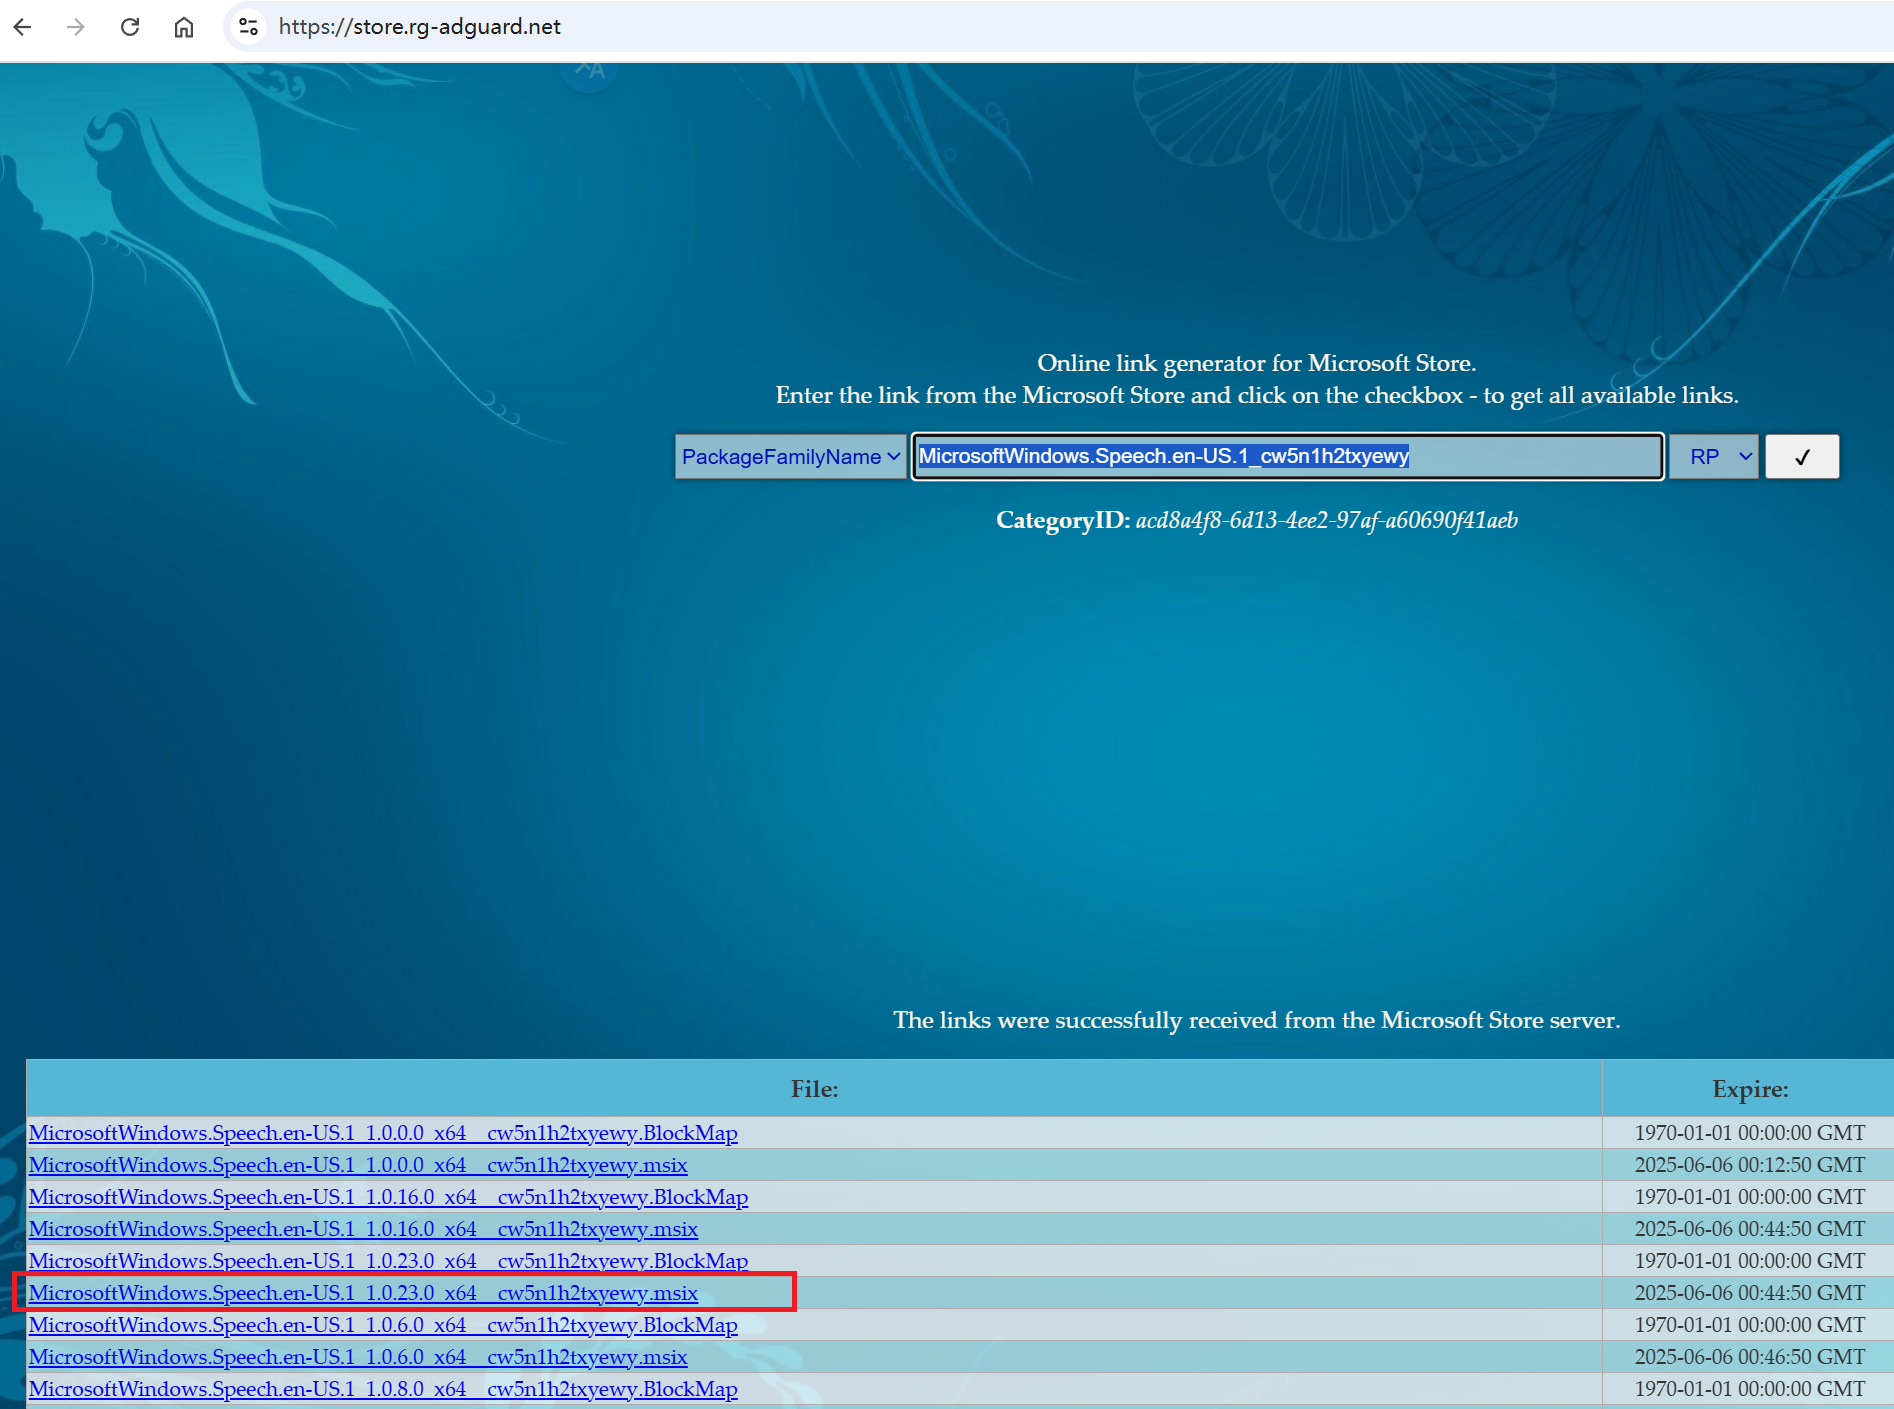 https://store.rg-adguard.net
Online link generator for Microsoft Store.
Enter the link from the Microsoft Store and click on the checkbox - to get all available links.
PackageFamilyName MicrosoftWindows.Speech.en-US.1_cw5n1h2txyewy RP ✓
CategoryID: acd8a4f8-6d13-4ee2-97af-a60690f41aeb
The links were successfully received from the Microsoft Store server.
File: Expire:
MicrosoftWindows.Speech.en-US.1_1.0.0.0_x64__cw5n1h2txyewy.BlockMap 1970-01-01 00:00:00 GMT
MicrosoftWindows.Speech.en-US.1_1.0.0.0_x64__cw5n1h2txyewy.msix 2025-06-06 00:12:50 GMT
MicrosoftWindows.Speech.en-US.1_1.0.16.0_x64__cw5n1h2txyewy.BlockMap 1970-01-01 00:00:00 GMT
MicrosoftWindows.Speech.en-US.1_1.0.16.0_x64__cw5n1h2txyewy.msix 2025-06-06 00:44:50 GMT
MicrosoftWindows.Speech.en-US.1_1.0.23.0_x64__cw5n1h2txyewy.BlockMap 1970-01-01 00:00:00 GMT
MicrosoftWindows.Speech.en-US.1_1.0.23.0_x64__cw5n1h2txyewy.msix 2025-06-06 00:44:50 GMT
MicrosoftWindows.Speech.en-US.1_1.0.6.0_x64__cw5n1h2txyewy.BlockMap 1970-01-01 00:00:00 GMT
MicrosoftWindows.Speech.en-US.1_1.0.6.0_x64__cw5n1h2txyewy.msix 2025-06-06 00:46:50 GMT
MicrosoftWindows.Speech.en-US.1_1.0.8.0_x64__cw5n1h2txyewy.BlockMap 1970-01-01 00:00:00 GMT